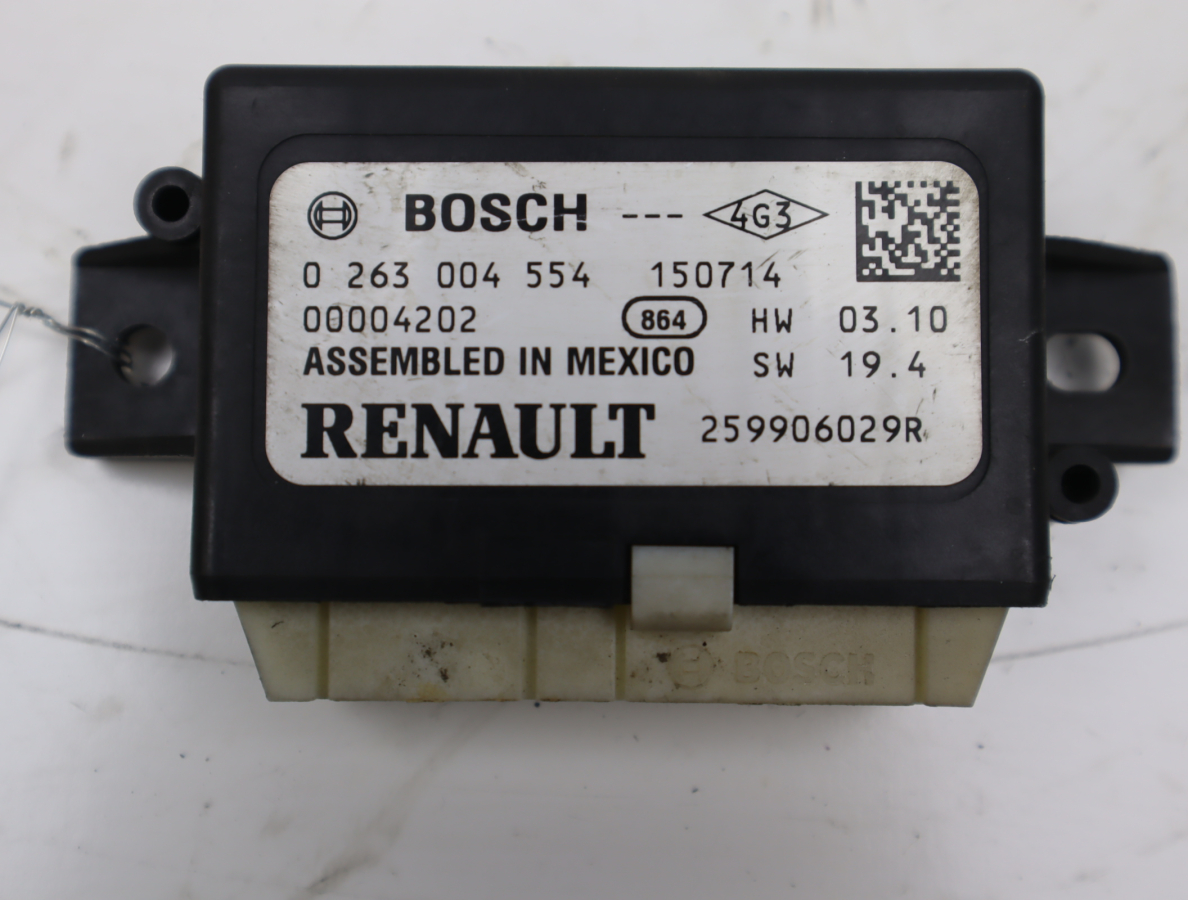 BOSCH --- 4G3
0 263 004 554 150714
00004202 864 HW 03.10
ASSEMBLED IN MEXICO SW 19.4
RENAULT 259906029R
BOSCH